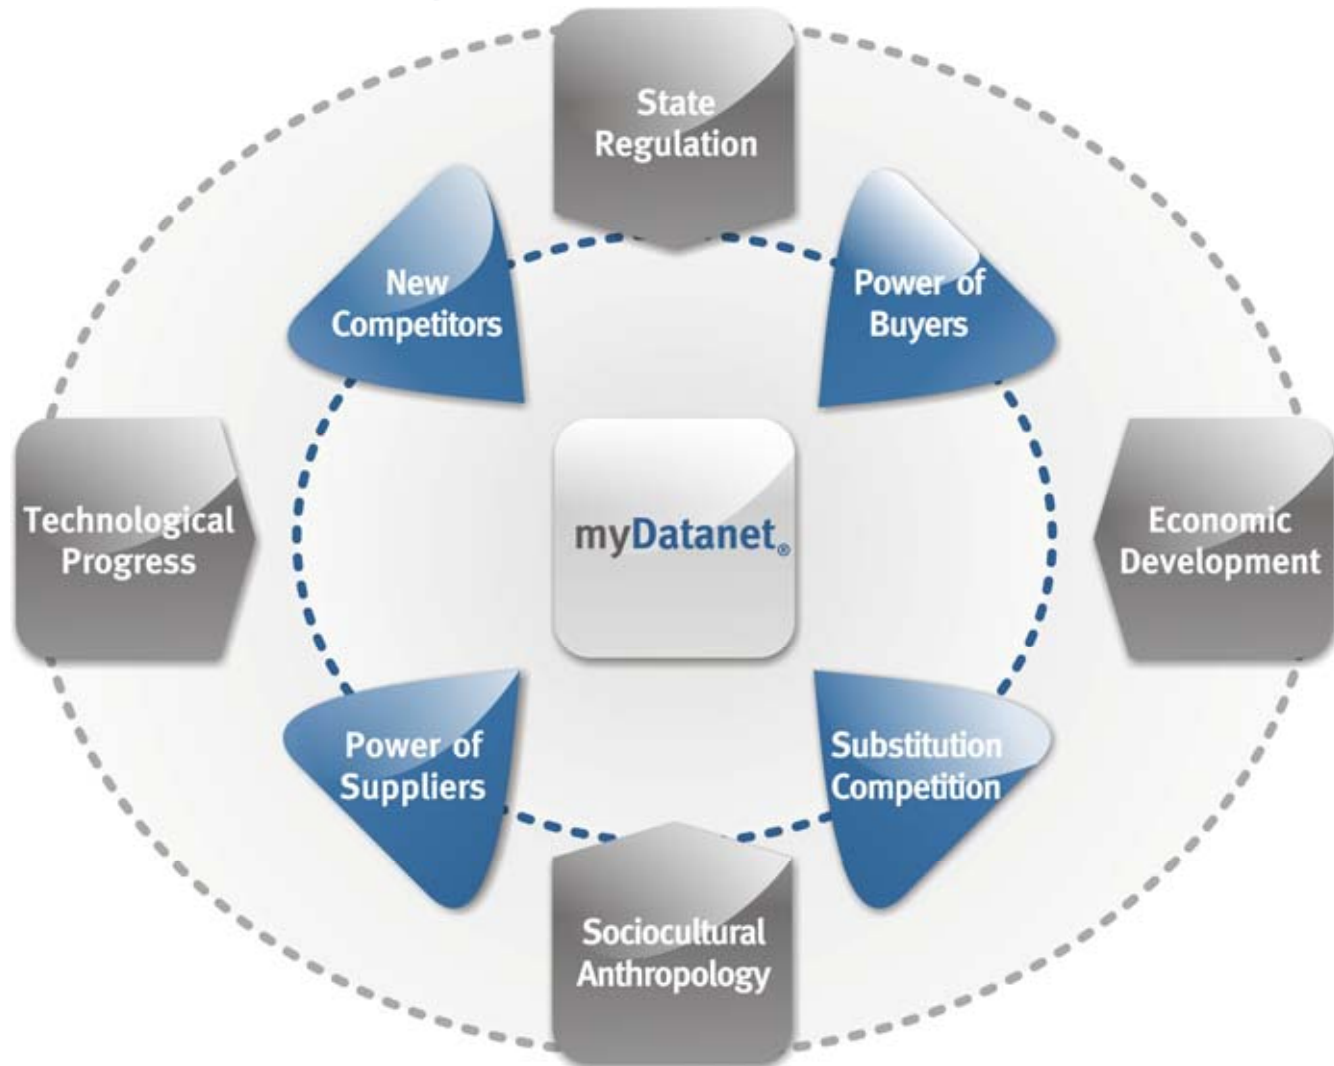 State
Regulation
New
Competitors
Power of
Buyers
Technological
Progress
myDatanet®
Economic
Development
Power of
Suppliers
Substitution
Competition
Sociocultural
Anthropology